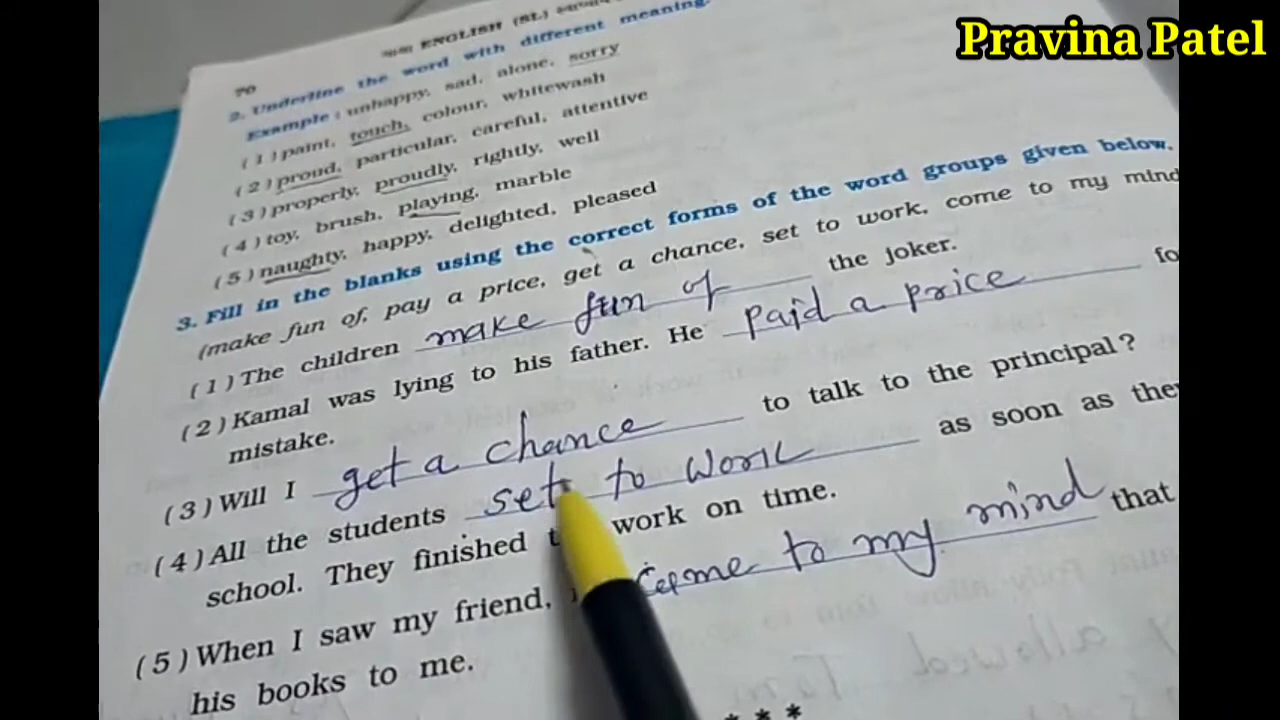 Pravina Patel
70 ENGLISH (SL)
2. Underline the word with different meaning.
Example : unhappy, sad, alone, sorry
( 1 ) paint, touch, colour, whitewash
( 2 ) proud, particular, careful, attentive
( 3 ) properly, proudly, rightly, well
( 4 ) toy, brush, playing, marble
( 5 ) naughty, happy, delighted, pleased
3. Fill in the blanks using the correct forms of the word groups given below.
(make fun of, pay a price, get a chance, set to work, come to my mind
( 1 ) The children make fun of the joker.
( 2 ) Kamal was lying to his father. He paid a price fo
mistake.
( 3 ) Will I get a chance to talk to the principal?
( 4 ) All the students set to work as soon as the
school. They finished work on time.
( 5 ) When I saw my friend, came to my mind that
his books to me.
* * *